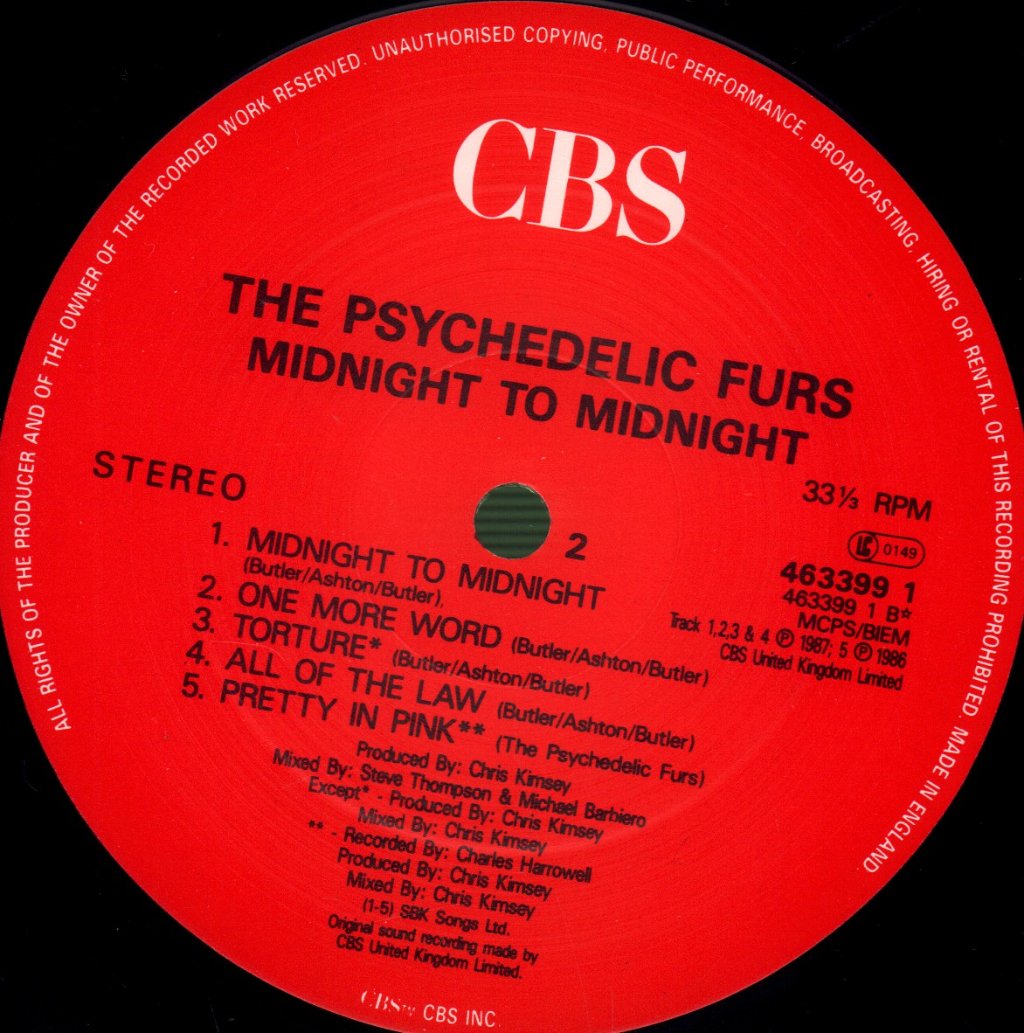 ALL RIGHTS OF THE PRODUCER AND OF THE OWNER OF THE RECORDED WORK RESERVED. UNAUTHORISED COPYING, PUBLIC PERFORMANCE, BROADCASTING, HIRING OR RENTAL OF THIS RECORDING PROHIBITED. MADE IN ENGLAND.
CBS
THE PSYCHEDELIC FURS
MIDNIGHT TO MIDNIGHT
STEREO
33⅓ RPM
2
LC 0149
463399 1
463399 1 B*
MCPS/BIEM
Track 1,2,3 & 4 ℗ 1987; 5 ℗ 1986
CBS United Kingdom Limited
1. MIDNIGHT TO MIDNIGHT
(Butler/Ashton/Butler),
2. ONE MORE WORD (Butler/Ashton/Butler)
3. TORTURE* (Butler/Ashton/Butler)
4. ALL OF THE LAW (Butler/Ashton/Butler)
5. PRETTY IN PINK** (The Psychedelic Furs)
Produced By: Chris Kimsey
Mixed By: Steve Thompson & Michael Barbiero
Except* - Produced By: Chris Kimsey
Mixed By: Chris Kimsey
** - Recorded By: Charles Harrowell
Produced By: Chris Kimsey
Mixed By: Chris Kimsey
(1-5) SBK Songs Ltd.
Original sound recording made by
CBS United Kingdom Limited.
CBS™ CBS INC.